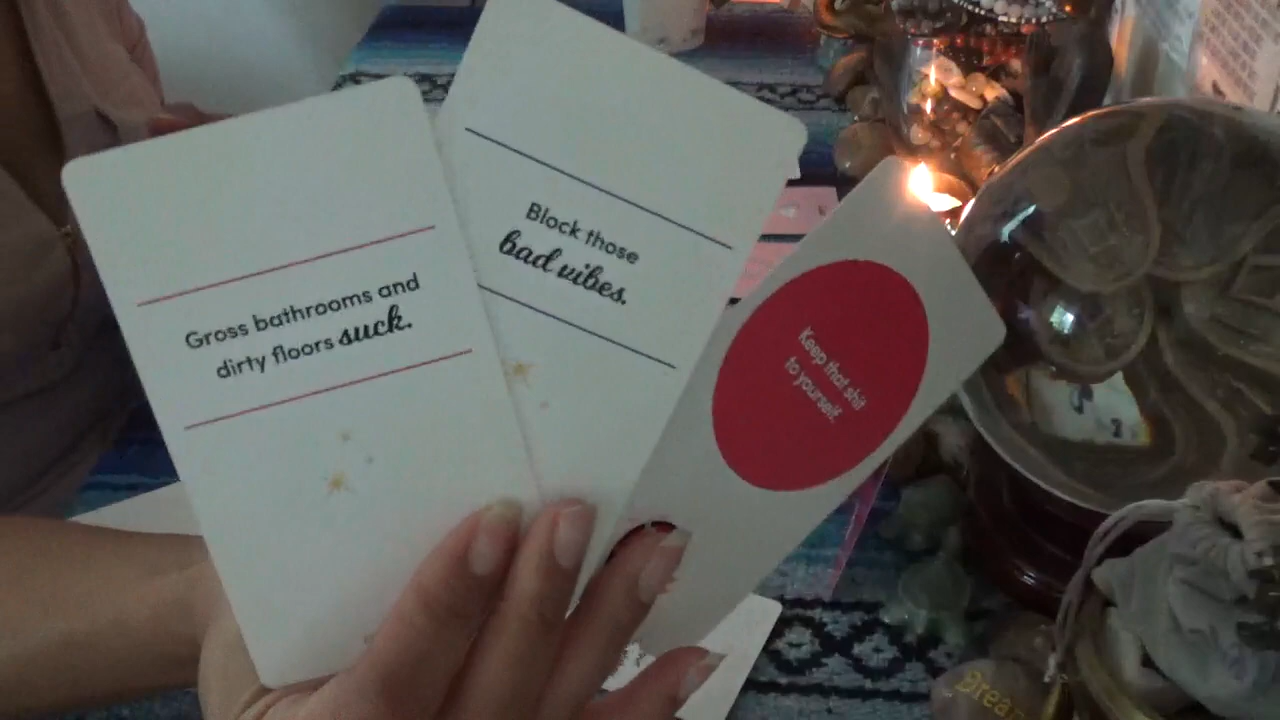 Gross bathrooms and
dirty floors suck.
Block those
bad vibes.
Keep that shit
to yourself.